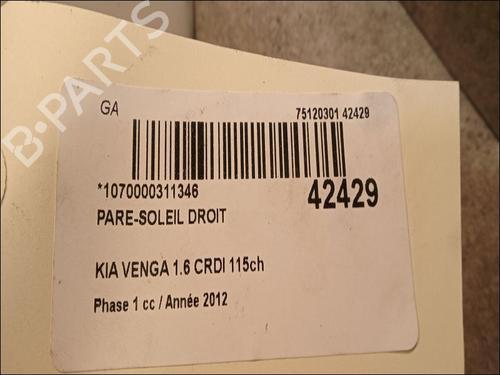 B-PARTS
GA
75120301 42429
*1070000311346
42429
PARE-SOLEIL DROIT
KIA VENGA 1.6 CRDI 115ch
Phase 1 cc / Année 2012